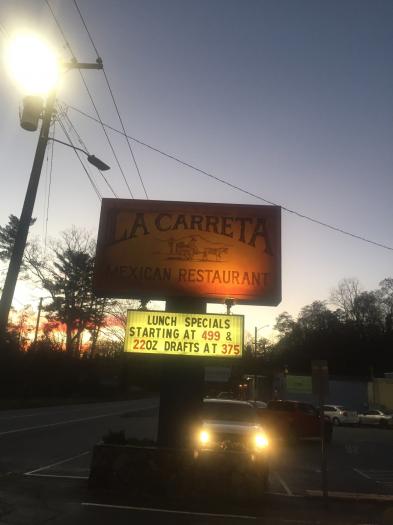 LA CARRETA
MEXICAN RESTAURANT
LUNCH SPECIALS
STARTING AT 499 &
22OZ DRAFTS AT 375